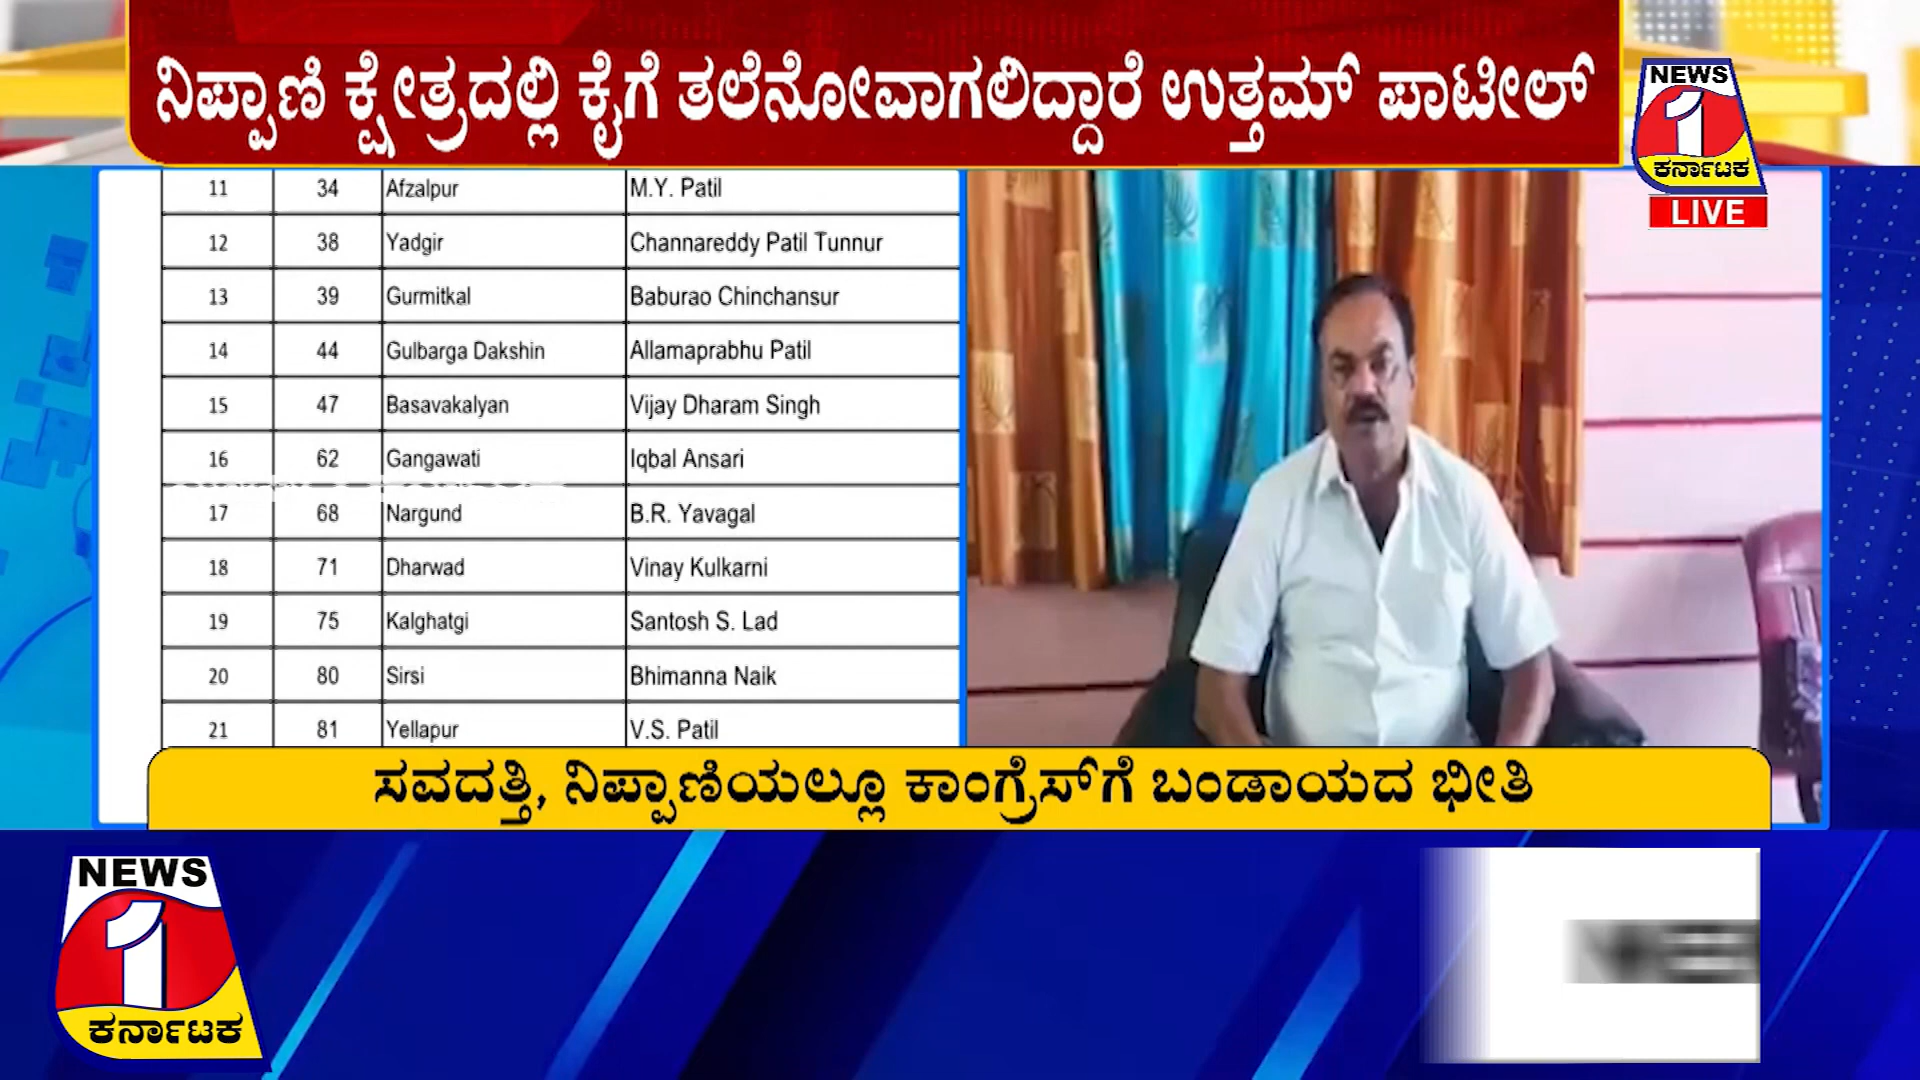 ನಿಪ್ಪಾಣಿ ಕ್ಷೇತ್ರದಲ್ಲಿ ಕೈಗೆ ತಲೆನೋವಾಗಲಿದ್ದಾರೆ ಉತ್ತಮ್ ಪಾಟೀಲ್
NEWS
1
ಕರ್ನಾಟಕ
LIVE
11 34 Afzalpur M.Y. Patil
12 38 Yadgir Channareddy Patil Tunnur
13 39 Gurmitkal Baburao Chinchansur
14 44 Gulbarga Dakshin Allamaprabhu Patil
15 47 Basavakalyan Vijay Dharam Singh
16 62 Gangawati Iqbal Ansari
17 68 Nargund B.R. Yavagal
18 71 Dharwad Vinay Kulkarni
19 75 Kalghatgi Santosh S. Lad
20 80 Sirsi Bhimanna Naik
21 81 Yellapur V.S. Patil
ಸವದತ್ತಿ, ನಿಪ್ಪಾಣಿಯಲ್ಲೂ ಕಾಂಗ್ರೆಸ್‌ಗೆ ಬಂಡಾಯದ ಭೀತಿ
NEWS
1
ಕರ್ನಾಟಕ